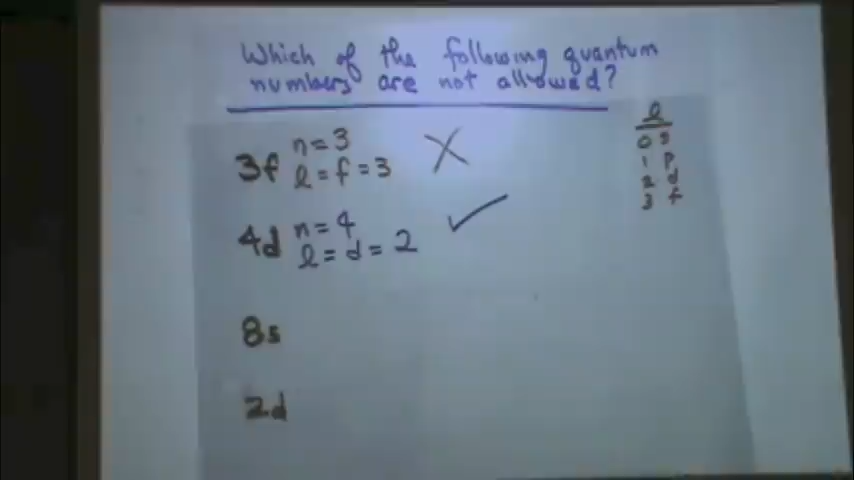 Which of the following quantum
numbers are not allowed?
l
0 s
1 p
2 d
3 f
3f n = 3
l = f = 3 X
4d n = 4
l = d = 2 ✓
8s
2d